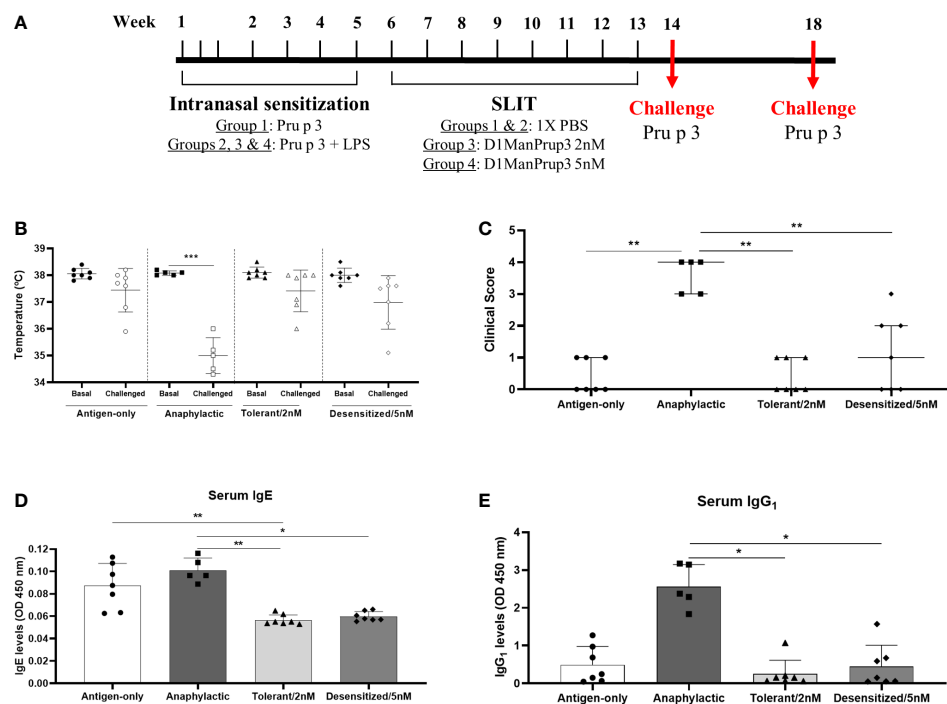 A
Week 1 2 3 4 5 6 7 8 9 10 11 12 13 14 18
Intranasal sensitization
Group 1: Pru p 3
Groups 2, 3 & 4: Pru p 3 + LPS
SLIT
Groups 1 & 2: 1X PBS
Group 3: D1ManPrup3 2nM
Group 4: D1ManPrup3 5nM
Challenge
Pru p 3
Challenge
Pru p 3
B
Temperature (ºC)
39
38
37
36
35
34
***
Basal Challenged Basal Challenged Basal Challenged Basal Challenged
Antigen-only Anaphylactic Tolerant/2nM Desensitized/5nM
C
Clinical Score
5
4
3
2
1
0
**
**
**
Antigen-only Anaphylactic Tolerant/2nM Desensitized/5nM
D
Serum IgE
IgE levels (OD 450 nm)
0.12
0.10
0.08
0.06
0.04
0.02
0.00
**
*
**
Antigen-only Anaphylactic Tolerant/2nM Desensitized/5nM
E
Serum IgG1
IgG1 levels (OD 450 nm)
4
3
2
1
0
*
*
Antigen-only Anaphylactic Tolerant/2nM Desensitized/5nM